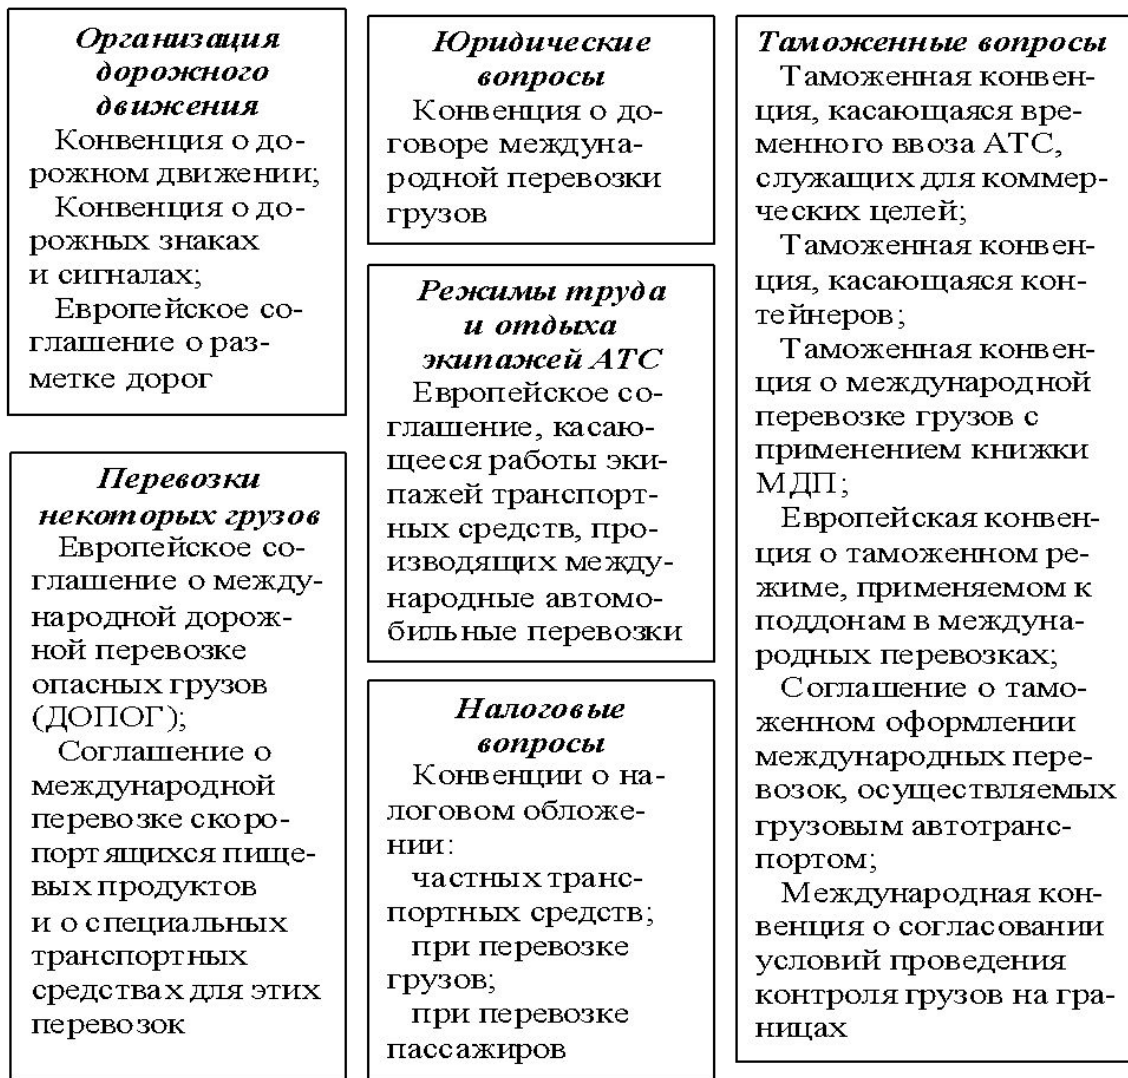 Организация
дорожного
движения
Конвенция о до-
рожном движении;
Конвенция о до-
рожных знаках
и сигналах;
Европейское со-
глашение о раз-
метке дорог
Перевозки
некоторых грузов
Европейское со-
глашение о между-
народной дорож-
ной перевозке
опасных грузов
(ДОПОГ);
Соглашение о
международной
перевозке скоро-
портящихся пище-
вых продуктов
и о специальных
транспортных
средствах для этих
перевозок
Юридические
вопросы
Конвенция о до-
говоре междуна-
родной перевозки
грузов
Режимы труда
и отдыха
экипажей АТС
Европейское со-
глашение, касаю-
щееся работы эки-
пажей транспорт-
ных средств, про-
изводящих между-
народные автомо-
бильные перевозки
Налоговые
вопросы
Конвенции о на-
логовом обложе-
нии:
частных транс-
портных средств;
при перевозке
грузов;
при перевозке
пассажиров
Таможенные вопросы
Таможенная конвен-
ция, касающаяся вре-
менного ввоза АТС,
служащих для коммер-
ческих целей;
Таможенная конвен-
ция, касающаяся кон-
тейнеров;
Таможенная конвен-
ция о международной
перевозке грузов с
применением книжки
МДП;
Европейская конвен-
ция о таможенном ре-
жиме, применяемом к
поддонам в междуна-
родных перевозках;
Соглашение о тамо-
женном оформлении
международных пере-
возок, осуществляемых
грузовым автотранс-
портом;
Международная кон-
венция о согласовании
условий проведения
контроля грузов на гра-
ницах